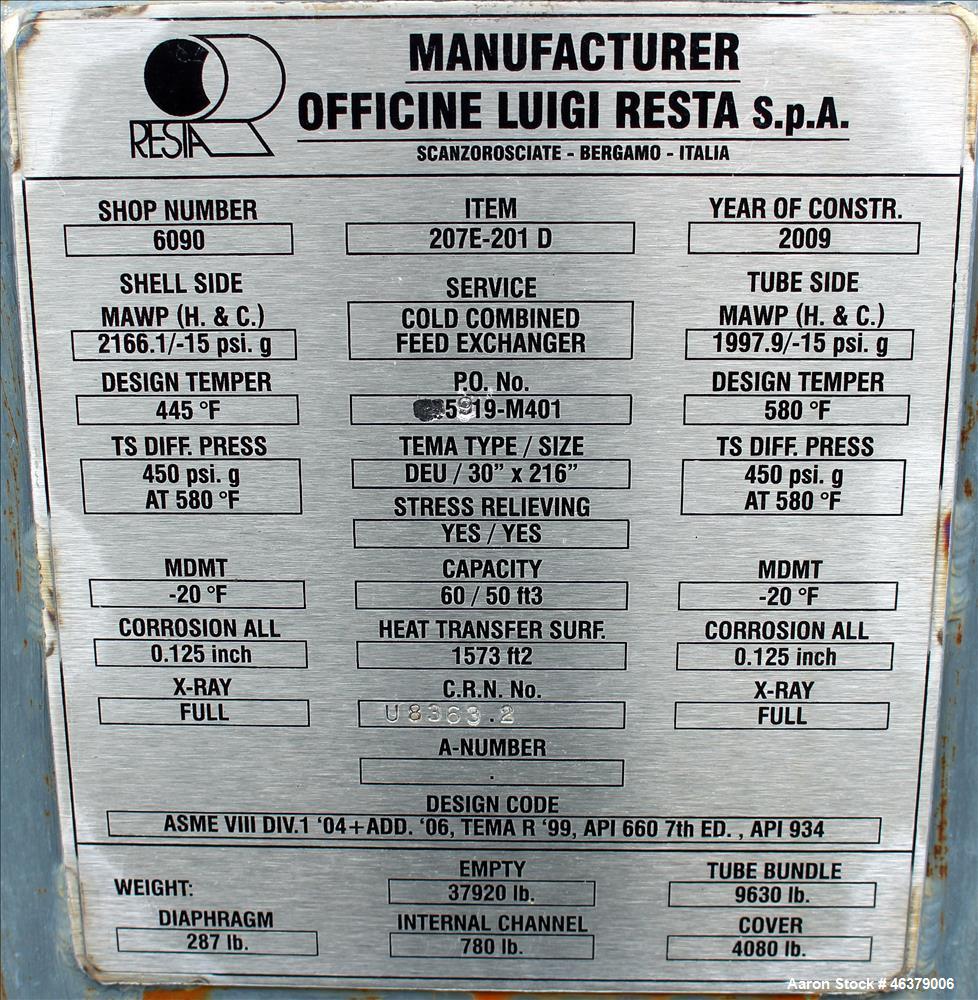 RESTA
MANUFACTURER
OFFICINE LUIGI RESTA S.p.A.
SCANZOROSCIATE - BERGAMO - ITALIA
SHOP NUMBER
6090
ITEM
207E-201 D
YEAR OF CONSTR.
2009
SHELL SIDE
MAWP (H. & C.)
2166.1/-15 psi. g
DESIGN TEMPER
445 °F
TS DIFF. PRESS
450 psi. g
AT 580 °F
MDMT
-20 °F
CORROSION ALL
0.125 inch
X-RAY
FULL
SERVICE
COLD COMBINED
FEED EXCHANGER
P.O. No.
5919-M401
TEMA TYPE / SIZE
DEU / 30” x 216”
STRESS RELIEVING
YES / YES
CAPACITY
60 / 50 ft3
HEAT TRANSFER SURF.
1573 ft2
C.R.N. No.
U8363.2
A-NUMBER
.
TUBE SIDE
MAWP (H. & C.)
1997.9/-15 psi. g
DESIGN TEMPER
580 °F
TS DIFF. PRESS
450 psi. g
AT 580 °F
MDMT
-20 °F
CORROSION ALL
0.125 inch
X-RAY
FULL
DESIGN CODE
ASME VIII DIV.1 ‘04+ADD. ‘06, TEMA R ‘99, API 660 7th ED. , API 934
WEIGHT:
EMPTY
37920 lb.
TUBE BUNDLE
9630 lb.
DIAPHRAGM
287 lb.
INTERNAL CHANNEL
780 lb.
COVER
4080 lb.
Aaron Stock # 46379006